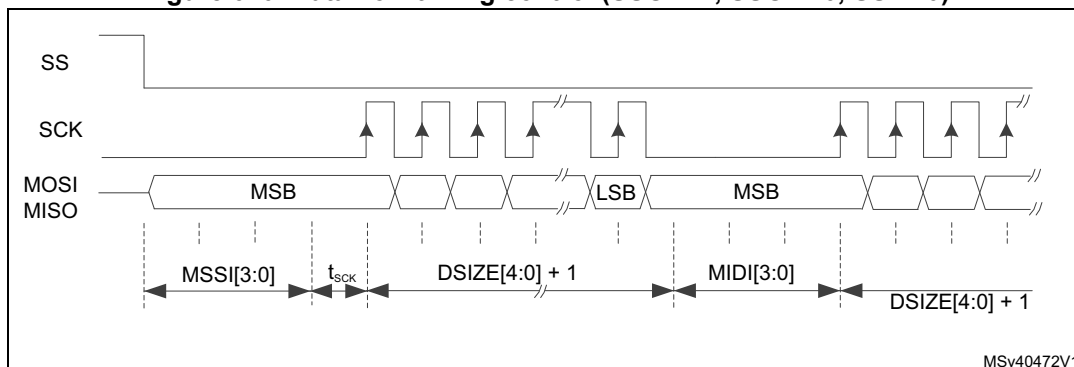 SS
SCK
MOSI
MISO
MSB
LSB
MSB
MSSI[3:0]
tSCK
DSIZE[4:0] + 1
MIDI[3:0]
DSIZE[4:0] + 1
MSv40472V1